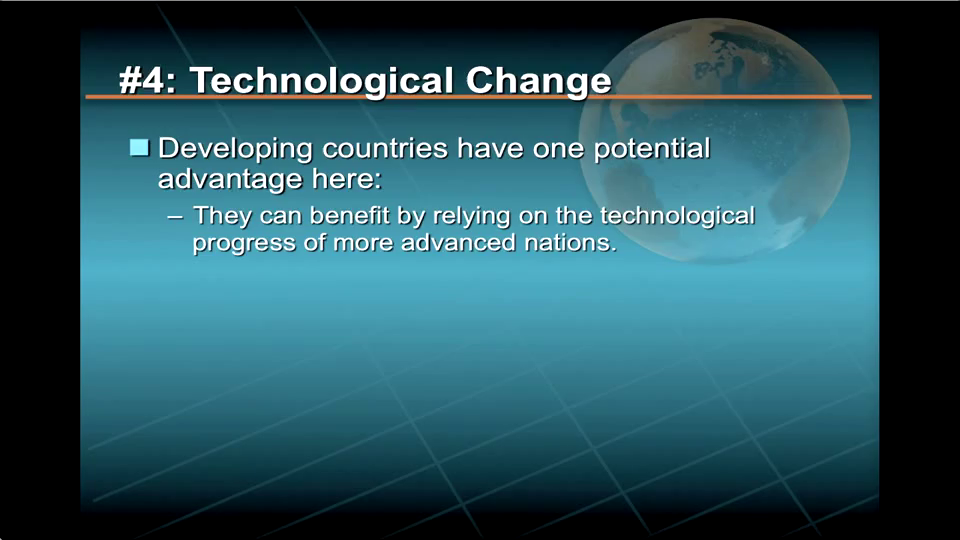 #4: Technological Change
Developing countries have one potential
advantage here:
– They can benefit by relying on the technological
progress of more advanced nations.